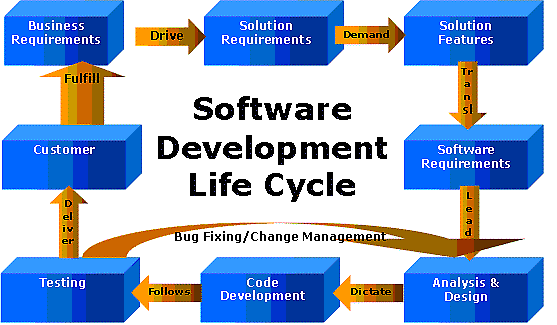 Business
Requirements
Drive
Solution
Requirements
Demand
Solution
Features
Fulfill
Transl
Customer
Software
Development
Life Cycle
Software
Requirements
Deliver
Lead
Bug Fixing/Change Management
Testing
Follows
Code
Development
Dictate
Analysis &
Design